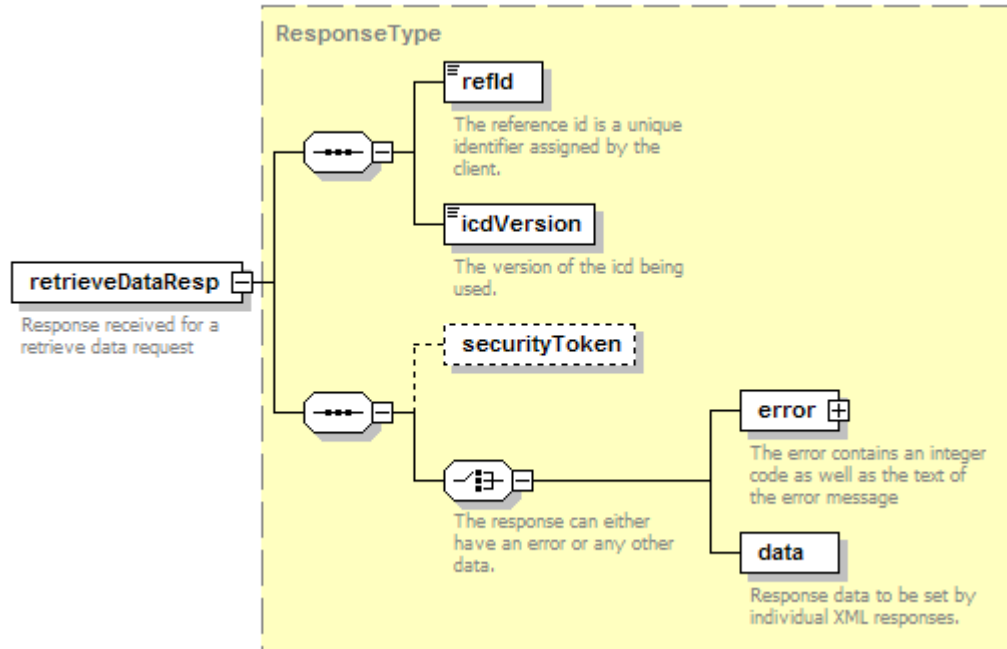 ResponseType
refId
The reference id is a unique
identifier assigned by the
client.
icdVersion
The version of the icd being
used.
retrieveDataResp
Response received for a
retrieve data request
securityToken
error
The error contains an integer
code as well as the text of
the error message
The response can either
have an error or any other
data.
data
Response data to be set by
individual XML responses.